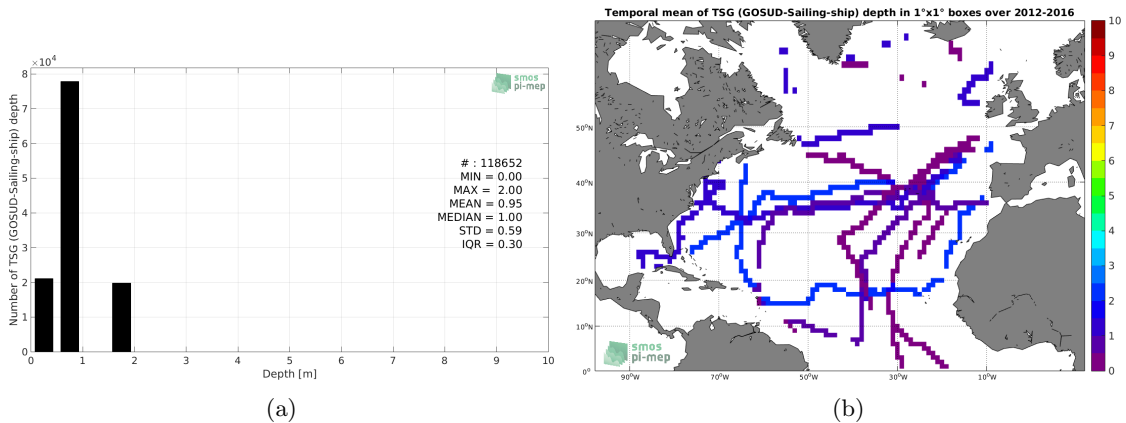 ×10⁴
8
7
6
5
4
3
2
1
0
Number of TSG (GOSUD-Sailing-ship) depth
smos
pi-mep
# : 118652
MIN = 0.00
MAX = 2.00
MEAN = 0.95
MEDIAN = 1.00
STD = 0.59
IQR = 0.30
0 1 2 3 4 5 6 7 8 9 10
Depth [m]
(a)
Temporal mean of TSG (GOSUD-Sailing-ship) depth in 1°x1° boxes over 2012-2016
50°N
40°N
30°N
20°N
10°N
0°
90°W 70°W 50°W 30°W 10°W
smos
pi-mep
10
9
8
7
6
5
4
3
2
1
0
(b)